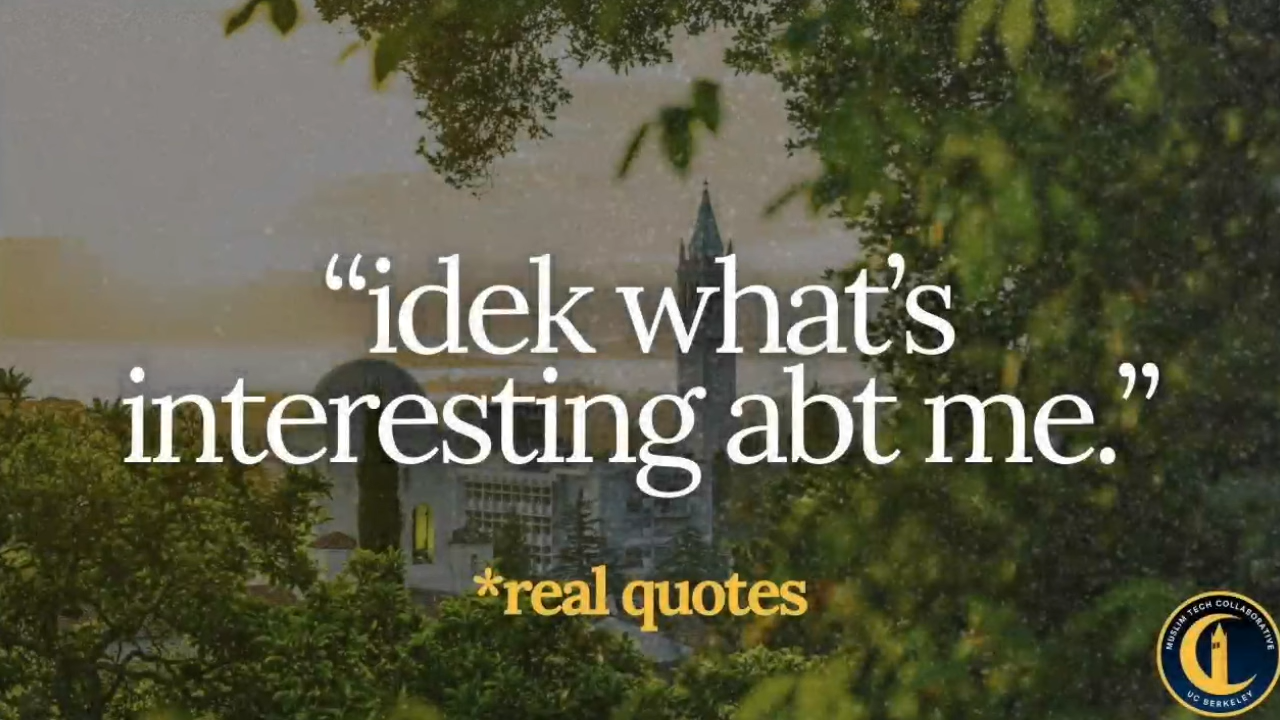 “idek what’s
interesting abt me.”
*real quotes
MUSLIM TECH COLLABORATIVE
UC BERKELEY